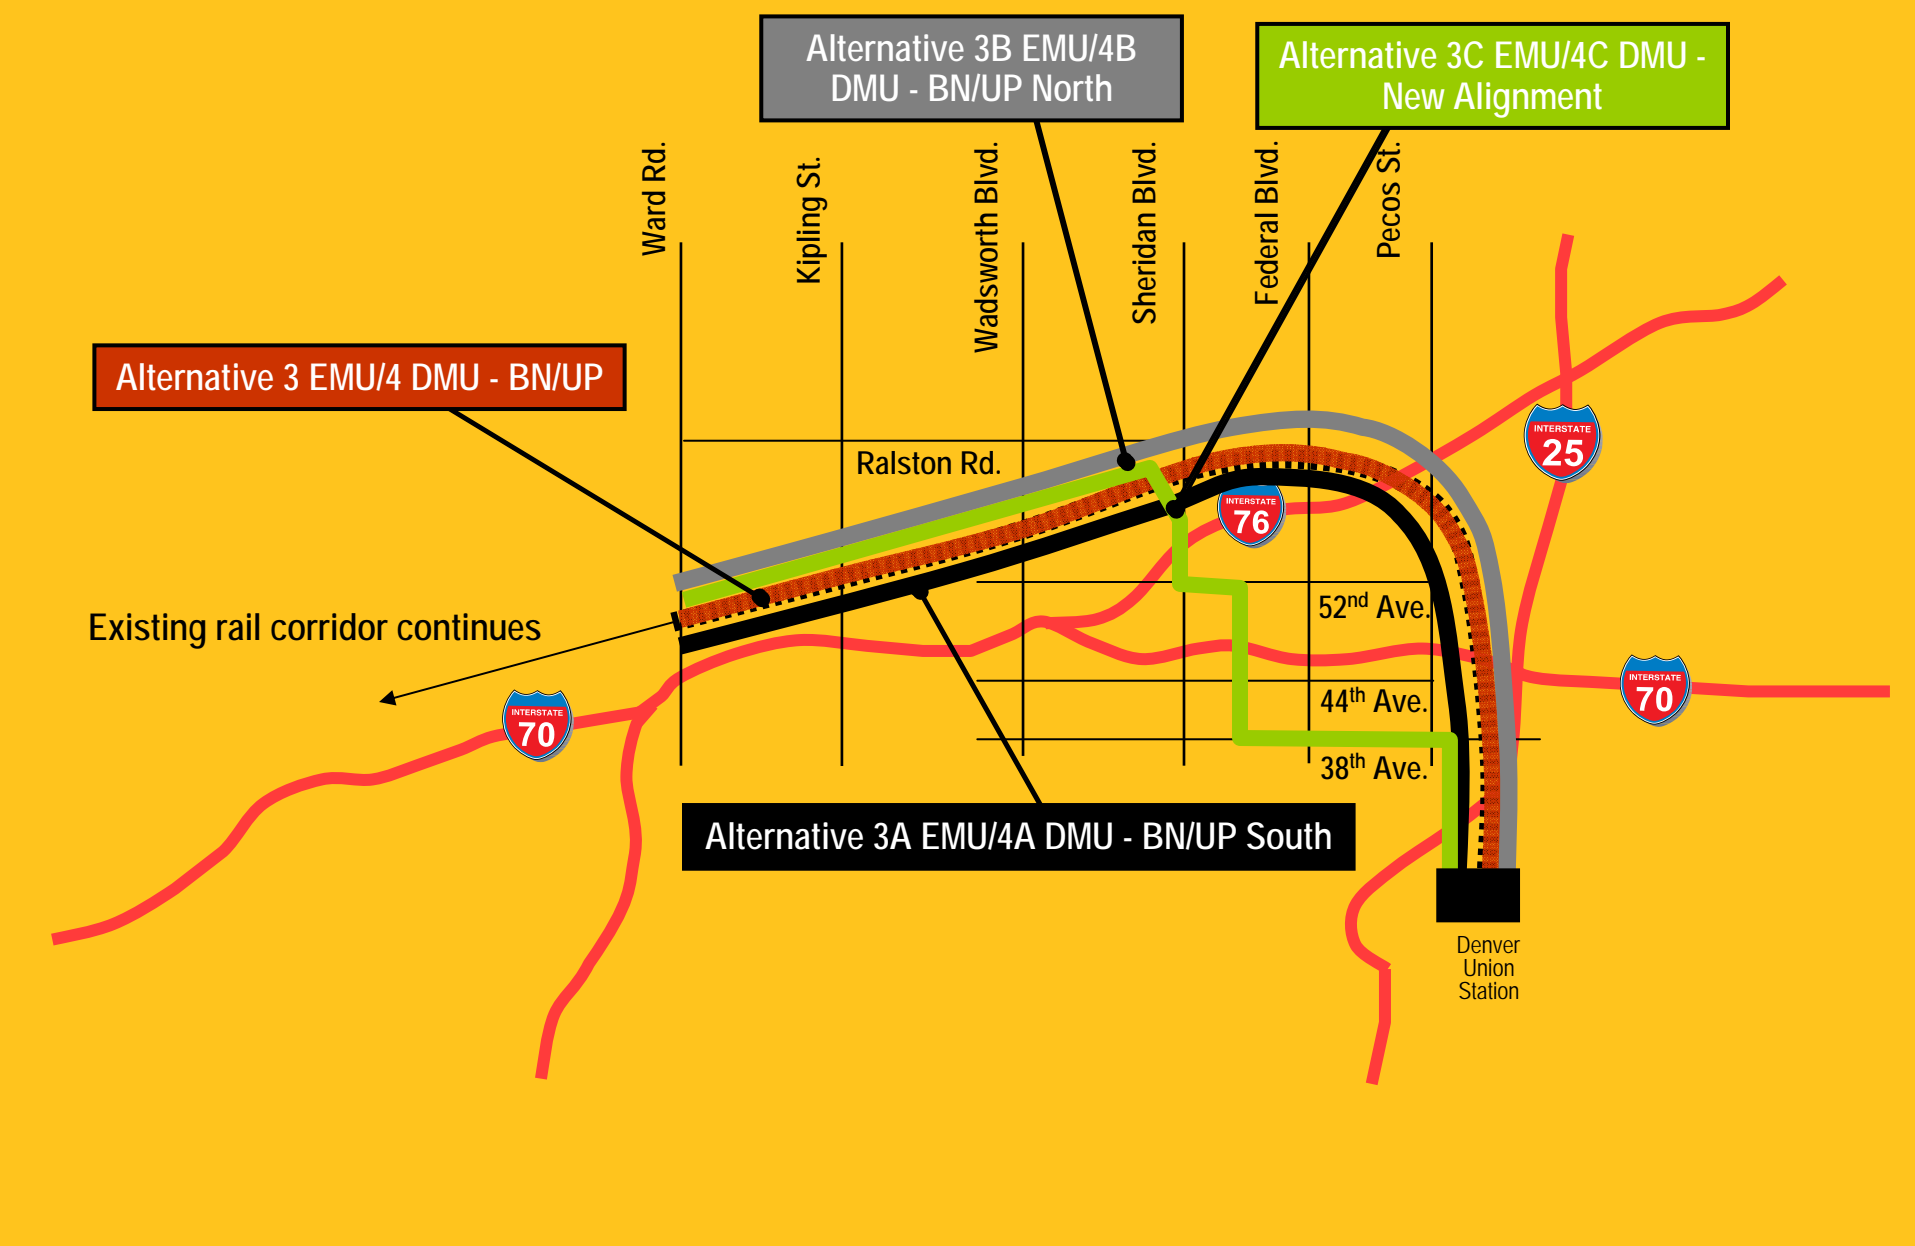 Alternative 3B EMU/4B
DMU - BN/UP North
Alternative 3C EMU/4C DMU -
New Alignment
Ward Rd.
Kipling St.
Wadsworth Blvd.
Sheridan Blvd.
Federal Blvd.
Pecos St.
Alternative 3 EMU/4 DMU - BN/UP
Ralston Rd.
INTERSTATE
25
INTERSTATE
76
Existing rail corridor continues
52nd Ave.
INTERSTATE
70
44th Ave.
INTERSTATE
70
38th Ave.
Alternative 3A EMU/4A DMU - BN/UP South
Denver
Union
Station